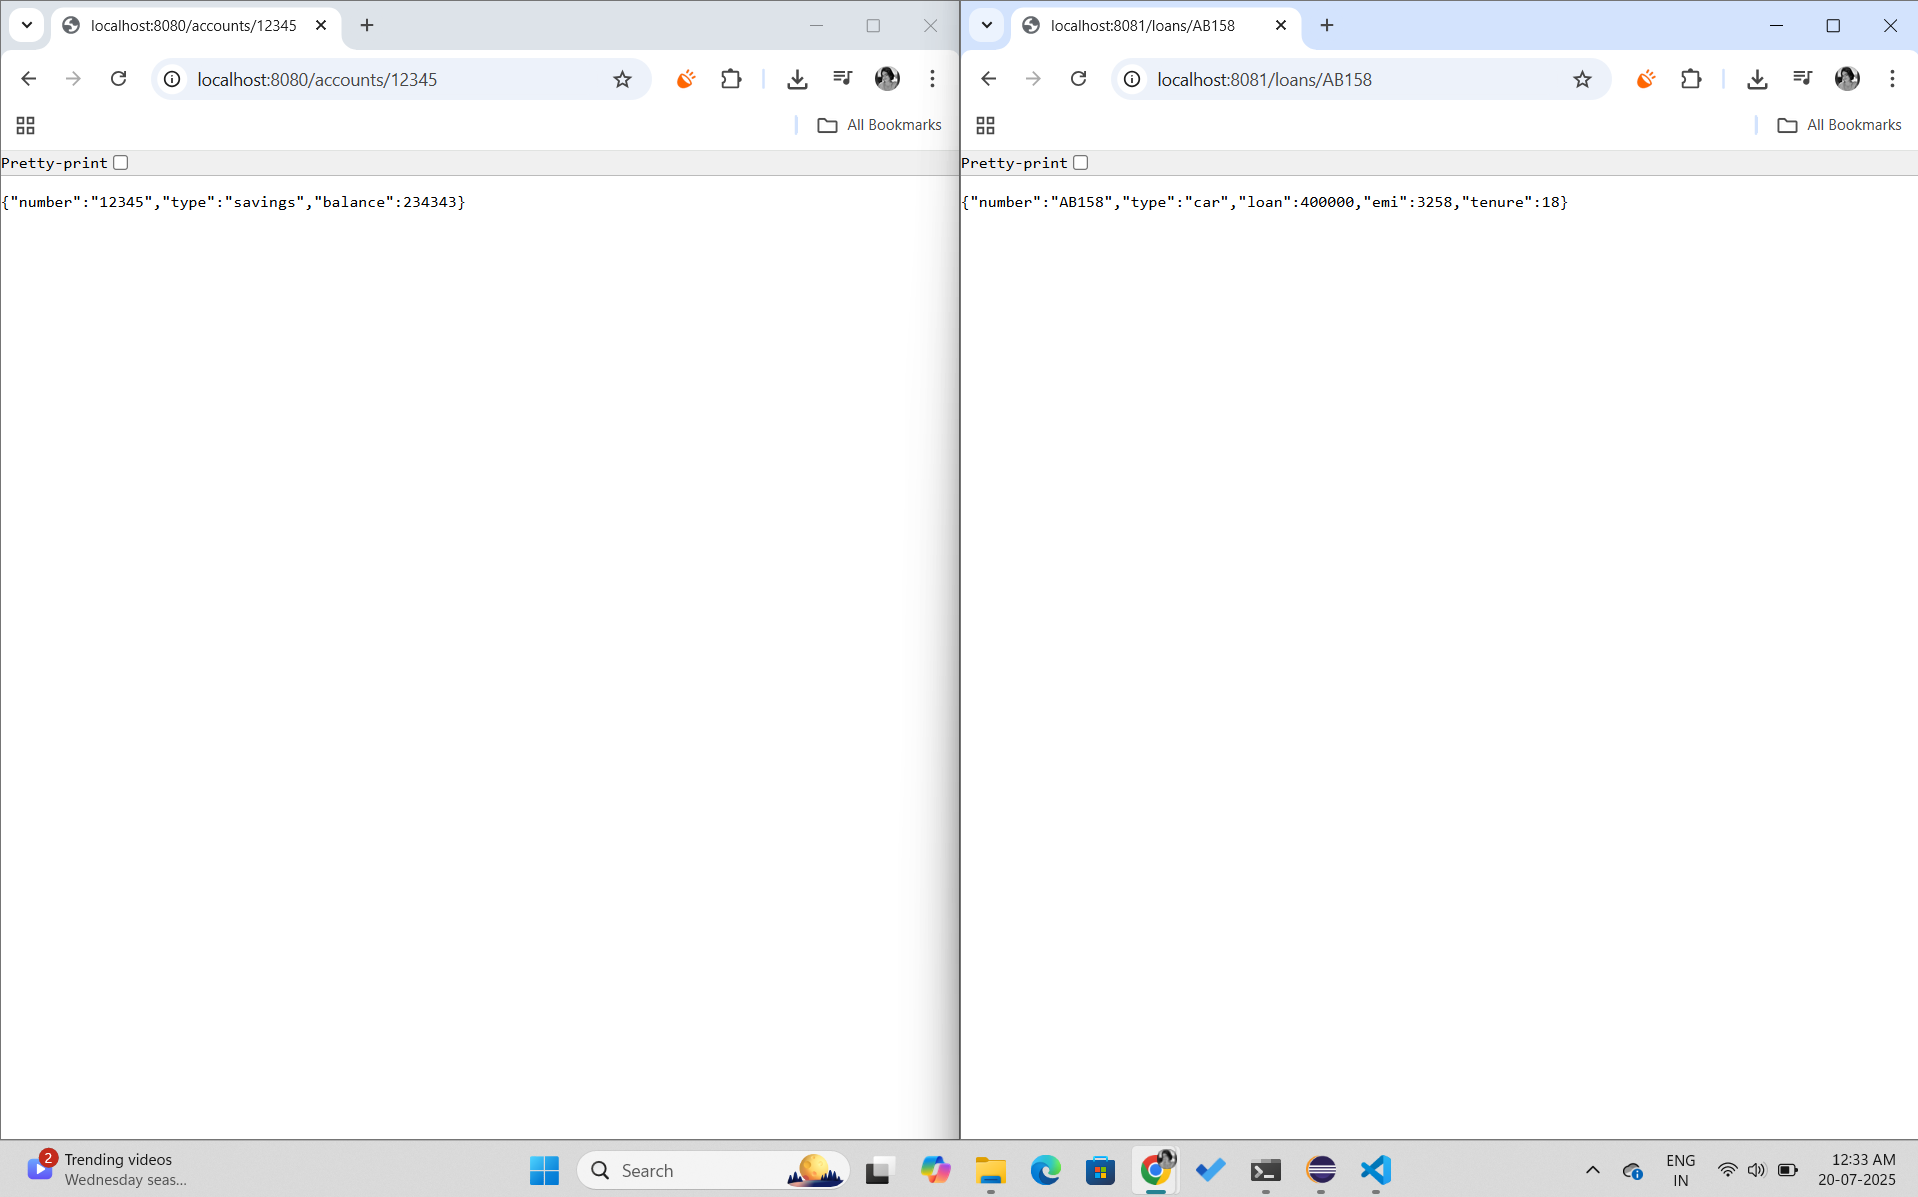 localhost:8080/accounts/12345
localhost:8080/accounts/12345
All Bookmarks
Pretty-print
{"number":"12345","type":"savings","balance":234343}
localhost:8081/loans/AB158
localhost:8081/loans/AB158
All Bookmarks
Pretty-print
{"number":"AB158","type":"car","loan":400000,"emi":3258,"tenure":18}
2
Trending videos
Wednesday seas...
Search
ENG
IN
12:33 AM
20-07-2025